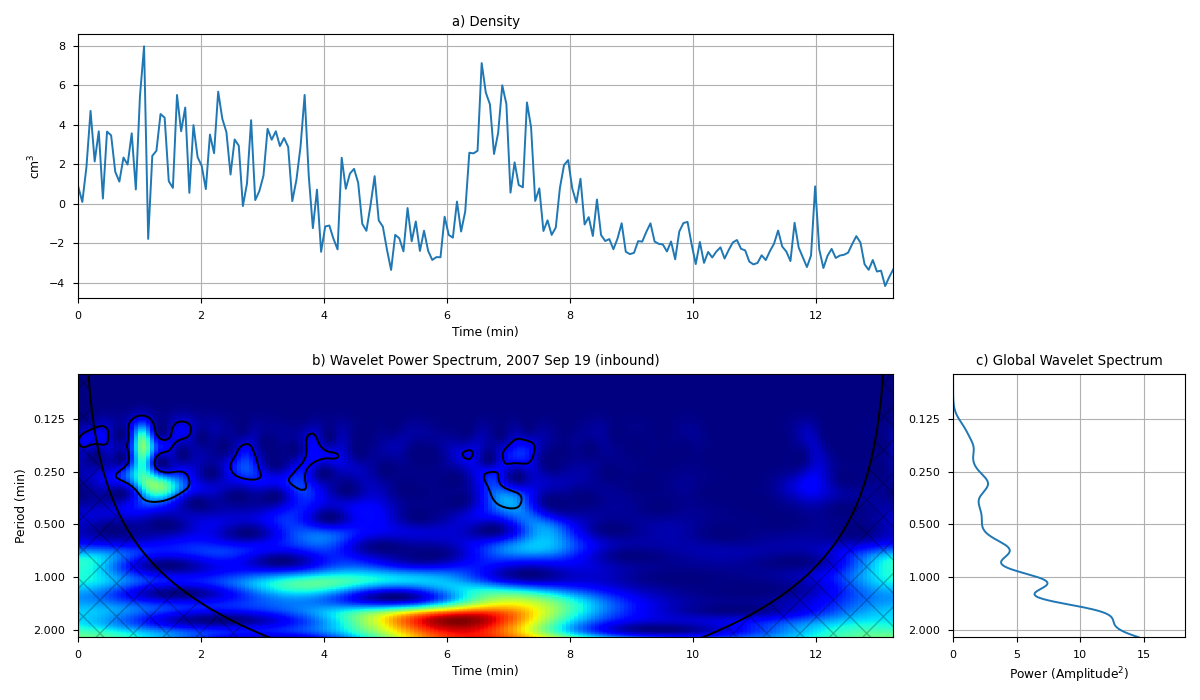 a) Density
cm³
8
6
4
2
0
−2
−4
0 2 4 6 8 10 12
Time (min)
b) Wavelet Power Spectrum, 2007 Sep 19 (inbound)
Period (min)
0.125
0.250
0.500
1.000
2.000
0 2 4 6 8 10 12
Time (min)
c) Global Wavelet Spectrum
0.125
0.250
0.500
1.000
2.000
0 5 10 15
Power (Amplitude²)